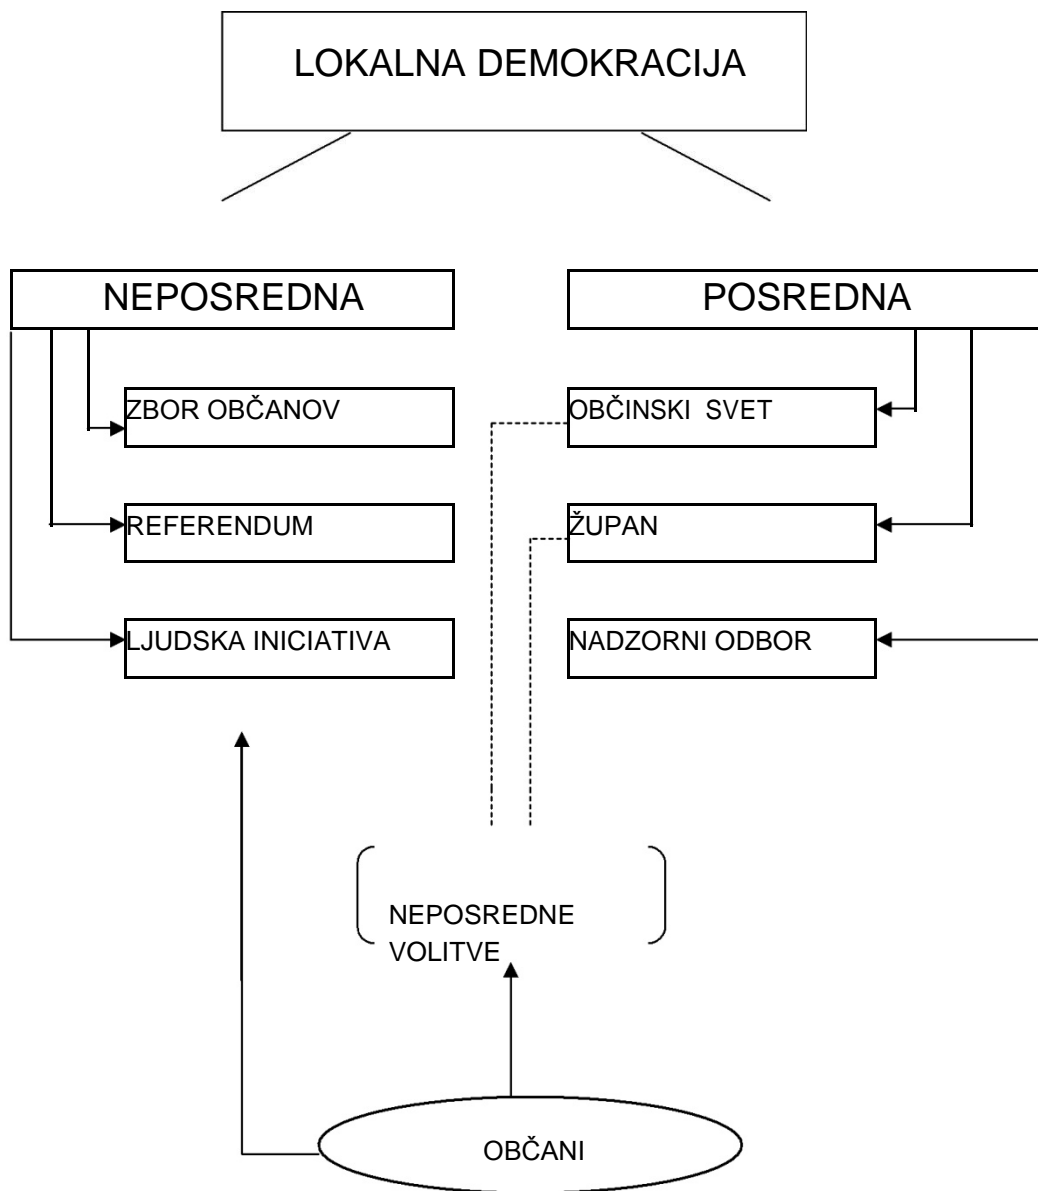 LOKALNA DEMOKRACIJA
NEPOSREDNA
POSREDNA
ZBOR OBČANOV
OBČINSKI SVET
REFERENDUM
ŽUPAN
LJUDSKA INICIATIVA
NADZORNI ODBOR
NEPOSREDNE
VOLITVE
OBČANI